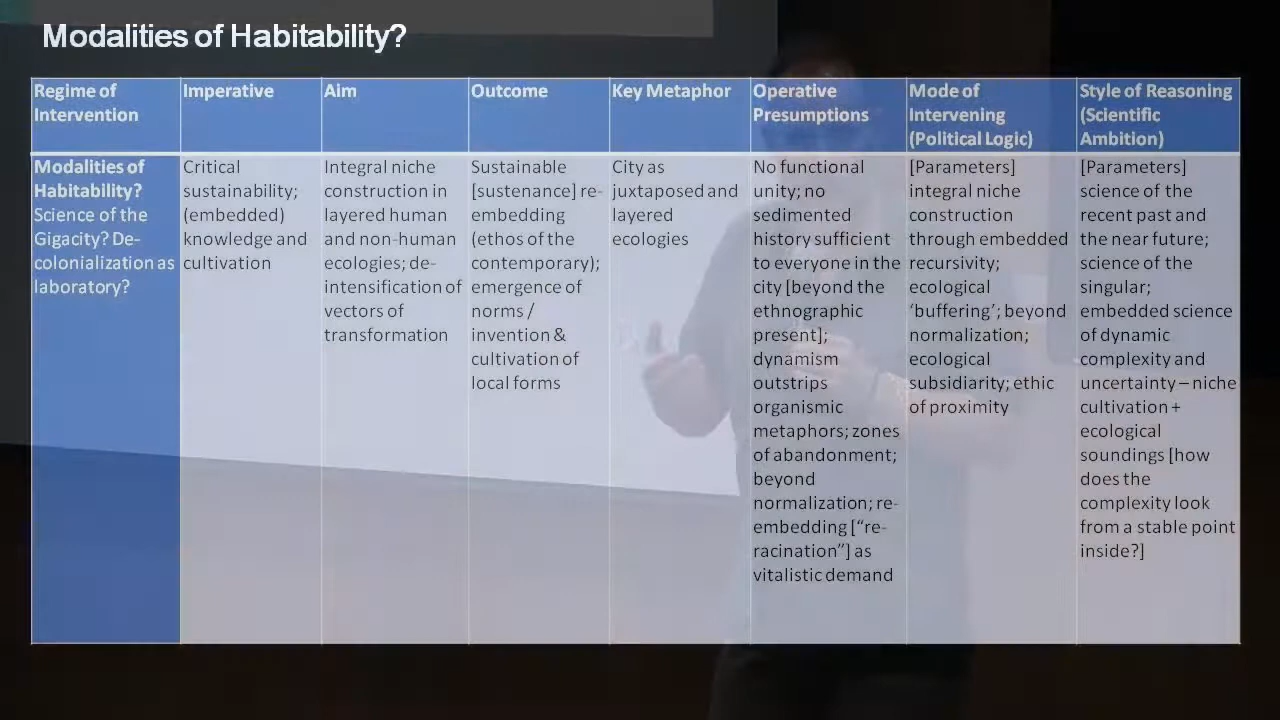 Modalities of Habitability?
Regime of
Intervention
Imperative
Aim
Outcome
Key Metaphor
Operative
Presumptions
Mode of
Intervening
(Political Logic)
Style of Reasoning
(Scientific
Ambition)
Modalities of
Habitability?
Science of the
Gigacity? De-
colonialization as
laboratory?
Critical
sustainability;
(embedded)
knowledge and
cultivation
Integral niche
construction in
layered human
and non-human
ecologies; de-
intensification of
vectors of
transformation
Sustainable
[sustenance] re-
embedding
(ethos of the
contemporary);
emergence of
norms /
invention &
cultivation of
local forms
City as
juxtaposed and
layered
ecologies
No functional
unity; no
sedimented
history sufficient
to everyone in the
city [beyond the
ethnographic
present];
dynamism
outstrips
organismic
metaphors; zones
of abandonment;
beyond
normalization; re-
embedding [“re-
racination”] as
vitalistic demand
[Parameters]
integral niche
construction
through embedded
recursivity;
ecological
‘buffering’; beyond
normalization;
ecological
subsidiarity; ethic
of proximity
[Parameters]
science of the
recent past and
the near future;
science of the
singular;
embedded science
of dynamic
complexity and
uncertainty – niche
cultivation +
ecological
soundings [how
does the
complexity look
from a stable point
inside?]